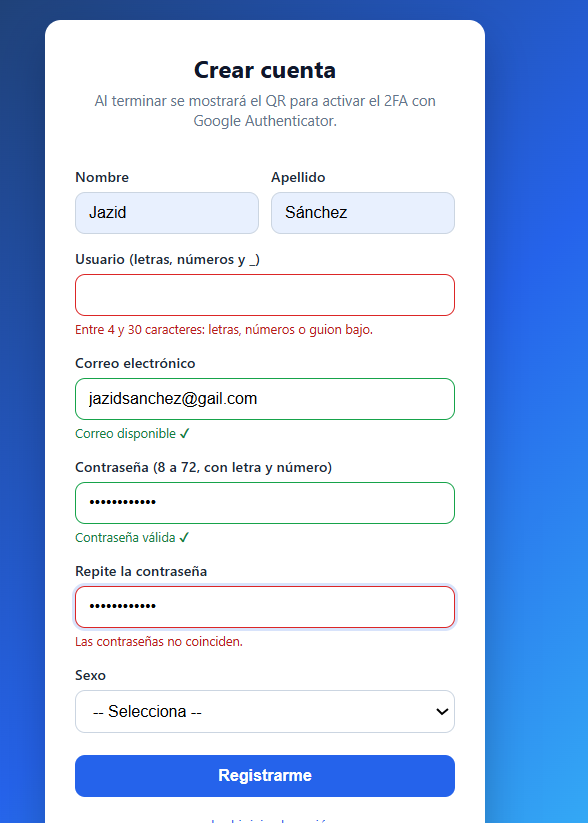 Crear cuenta
Al terminar se mostrará el QR para activar el 2FA con
Google Authenticator.
Nombre
Apellido
Jazid
Sánchez
Usuario (letras, números y _)
Entre 4 y 30 caracteres: letras, números o guion bajo.
Correo electrónico
jazidsanchez@gail.com
Correo disponible ✓
Contraseña (8 a 72, con letra y número)
••••••••••••
Contraseña válida ✓
Repite la contraseña
••••••••••••
Las contraseñas no coinciden.
Sexo
-- Selecciona --
Registrarme